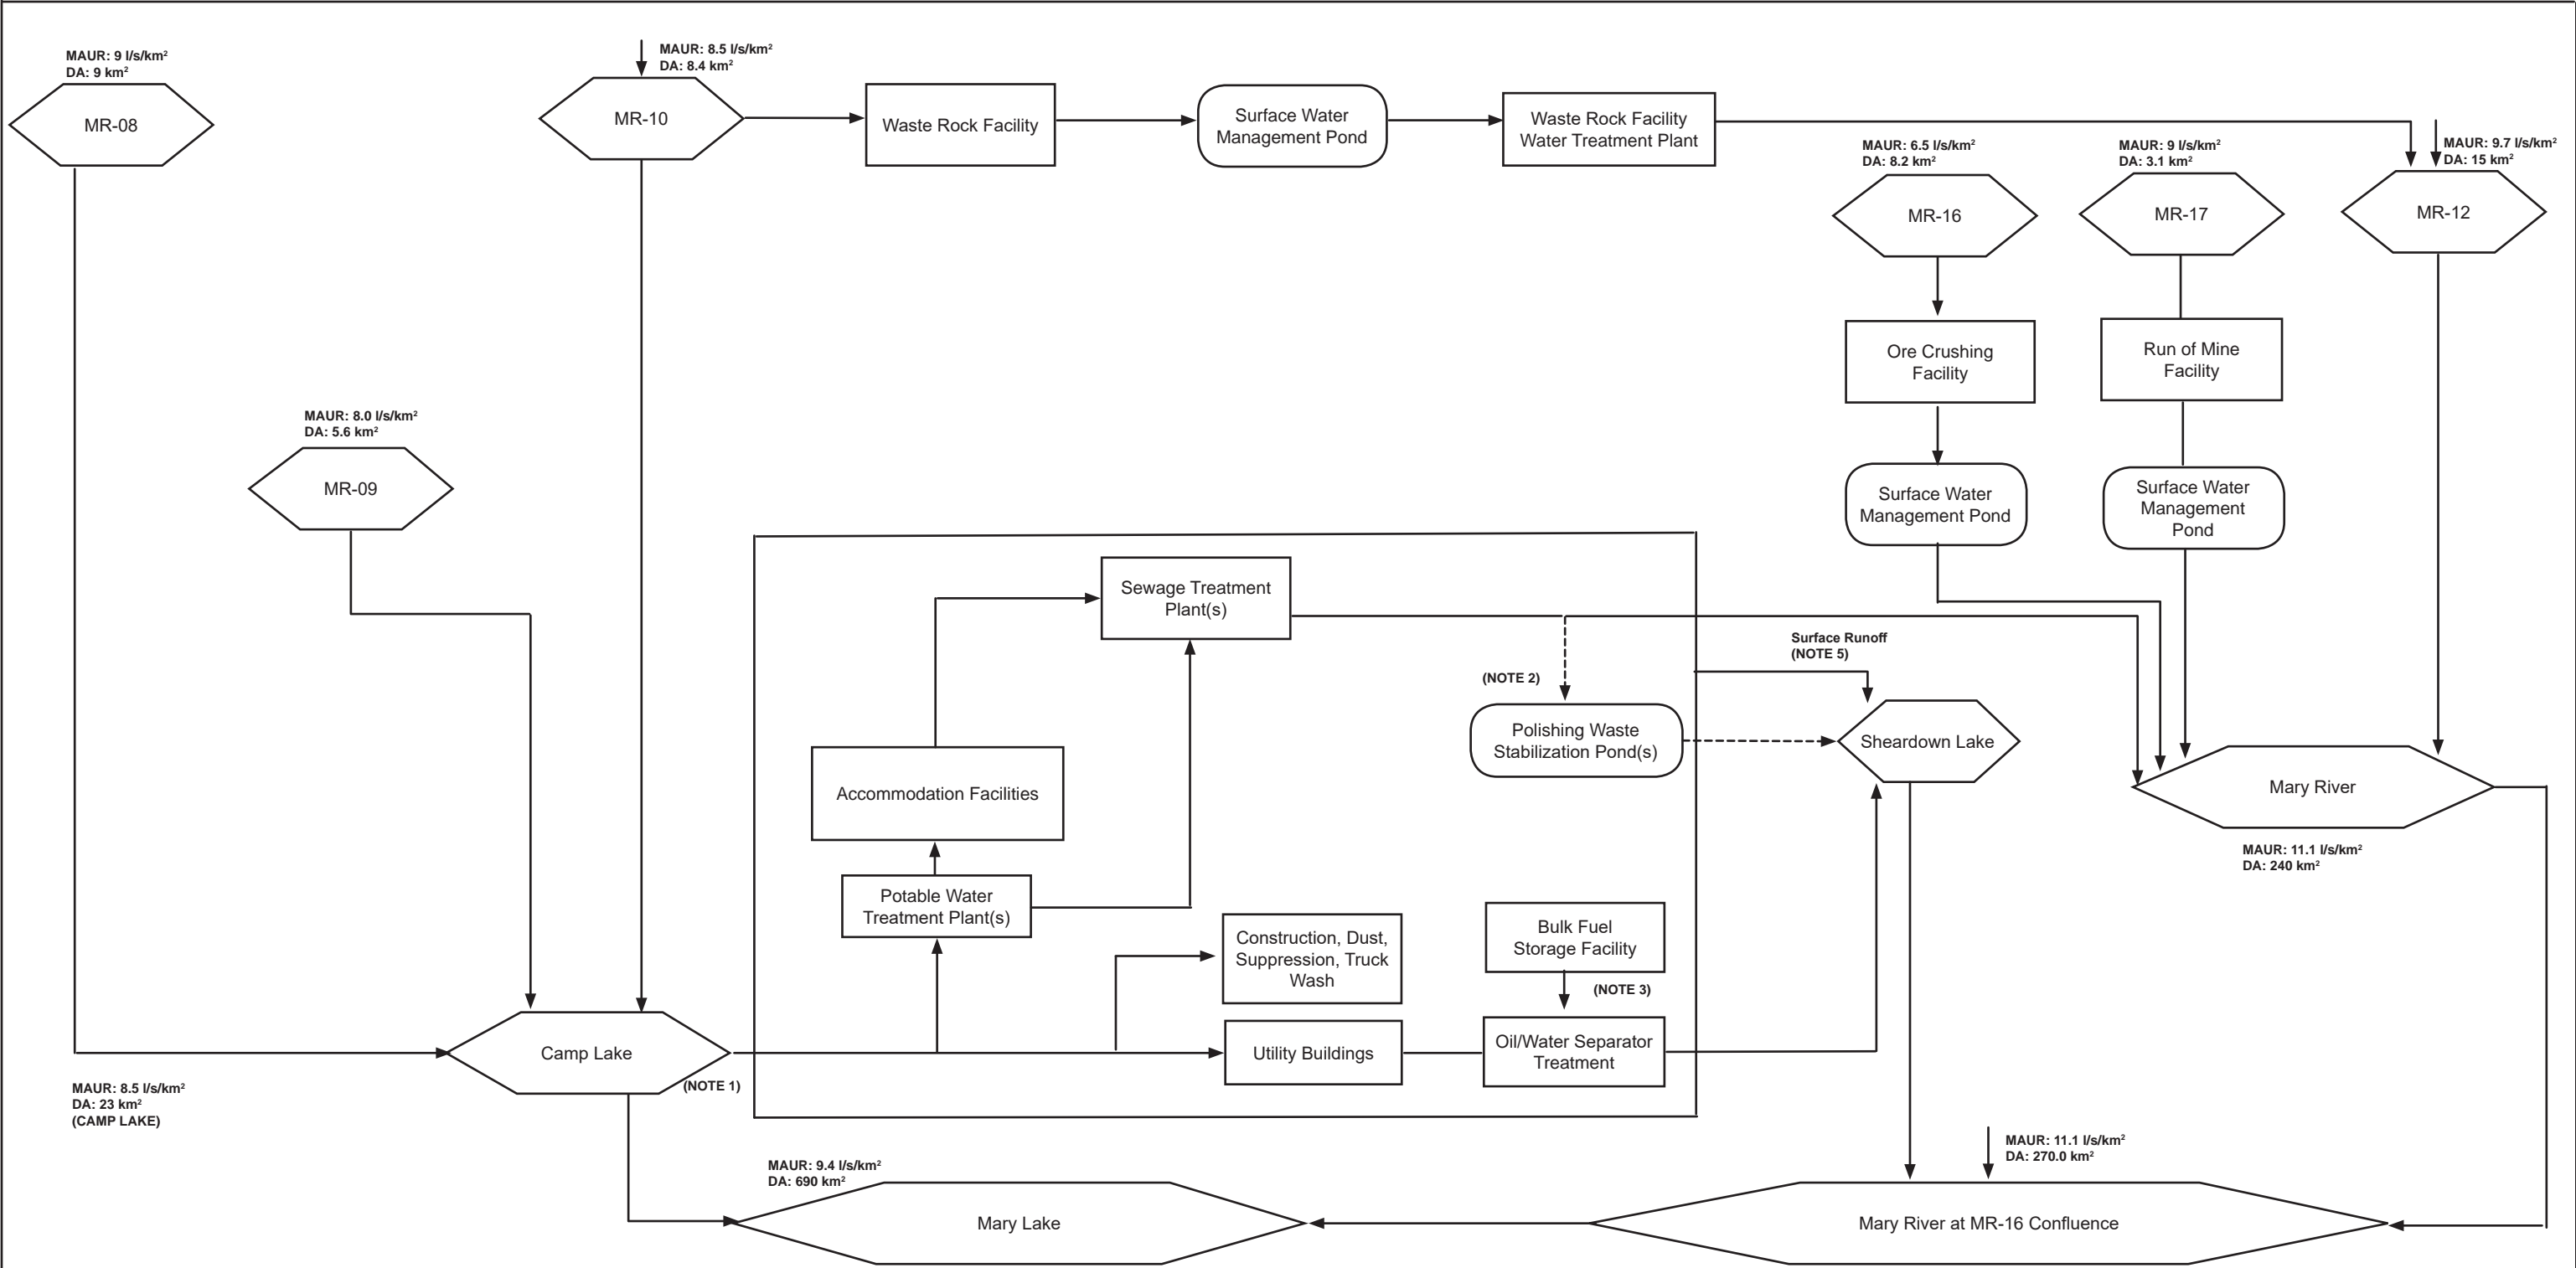 MAUR: 9 l/s/km²
DA: 9 km²
MR-08
MAUR: 8.5 l/s/km²
DA: 8.4 km²
MR-10
Waste Rock Facility
Surface Water
Management Pond
Waste Rock Facility
Water Treatment Plant
MAUR: 6.5 l/s/km²
DA: 8.2 km²
MR-16
MAUR: 9 l/s/km²
DA: 3.1 km²
MR-17
MAUR: 9.7 l/s/km²
DA: 15 km²
MR-12
Ore Crushing
Facility
Run of Mine
Facility
MAUR: 8.0 l/s/km²
DA: 5.6 km²
MR-09
Surface Water
Management Pond
Surface Water
Management
Pond
Sewage Treatment
Plant(s)
Surface Runoff
(NOTE 5)
(NOTE 2)
Polishing Waste
Stabilization Pond(s)
Sheardown Lake
Accommodation Facilities
Mary River
MAUR: 11.1 l/s/km²
DA: 240 km²
Potable Water
Treatment Plant(s)
Construction, Dust,
Suppression, Truck
Wash
Bulk Fuel
Storage Facility
(NOTE 3)
Camp Lake
(NOTE 1)
Utility Buildings
Oil/Water Separator
Treatment
MAUR: 8.5 l/s/km²
DA: 23 km²
(CAMP LAKE)
MAUR: 9.4 l/s/km²
DA: 690 km²
Mary Lake
MAUR: 11.1 l/s/km²
DA: 270.0 km²
Mary River at MR-16 Confluence